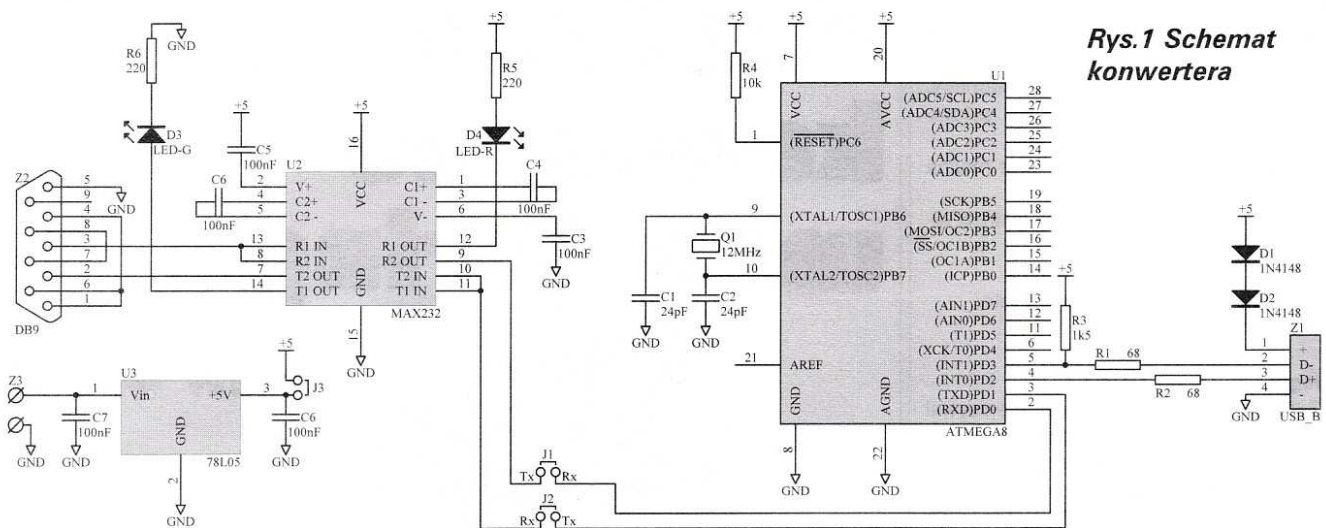 Rys.1 Schemat
konwertera
GND
R6
220
D3
LED-G
+5
R5
220
D4
LED-R
+5
C5
100nF
+5
16
U2
VCC
2
V+
4
C2+
5
C2 -
C6
100nF
C1+
1
C1 -
3
V-
6
C4
100nF
C3
100nF
GND
13
R1 IN
8
R2 IN
7
T2 OUT
14
T1 OUT
R1 OUT
12
R2 OUT
9
T2 IN
10
T1 IN
11
GND
MAX232
15
GND
Z2
5
9
4
8
3
7
2
6
1
GND
DB9
Z3
GND
C7
100nF
GND
U3
1
Vin
+5V
3
GND
78L05
2
GND
+5
J3
C6
100nF
GND
J1
Tx
Rx
J2
Rx
Tx
+5
R4
10k
+5
7
VCC
+5
20
AVCC
U1
1
(RESET)PC6
9
(XTAL1/TOSC1)PB6
10
(XTAL2/TOSC2)PB7
Q1
12MHz
C1
24pF
GND
C2
24pF
GND
21
AREF
GND
8
GND
AGND
22
GND
ATMEGA8
(ADC5/SCL)PC5
28
(ADC4/SDA)PC4
27
(ADC3)PC3
26
(ADC2)PC2
25
(ADC1)PC1
24
(ADC0)PC0
23
(SCK)PB5
19
(MISO)PB4
18
(MOSI/OC2)PB3
17
(SS/OC1B)PB2
16
(OC1A)PB1
15
(ICP)PB0
14
(AIN1)PD7
13
(AIN0)PD6
12
(T1)PD5
11
(XCK/T0)PD4
6
(INT1)PD3
5
(INT0)PD2
4
(TXD)PD1
3
(RXD)PD0
2
+5
R3
1k5
R1
68
R2
68
+5
D1
1N4148
D2
1N4148
Z1
1
+
2
D-
3
D+
4
-
GND
USB_B